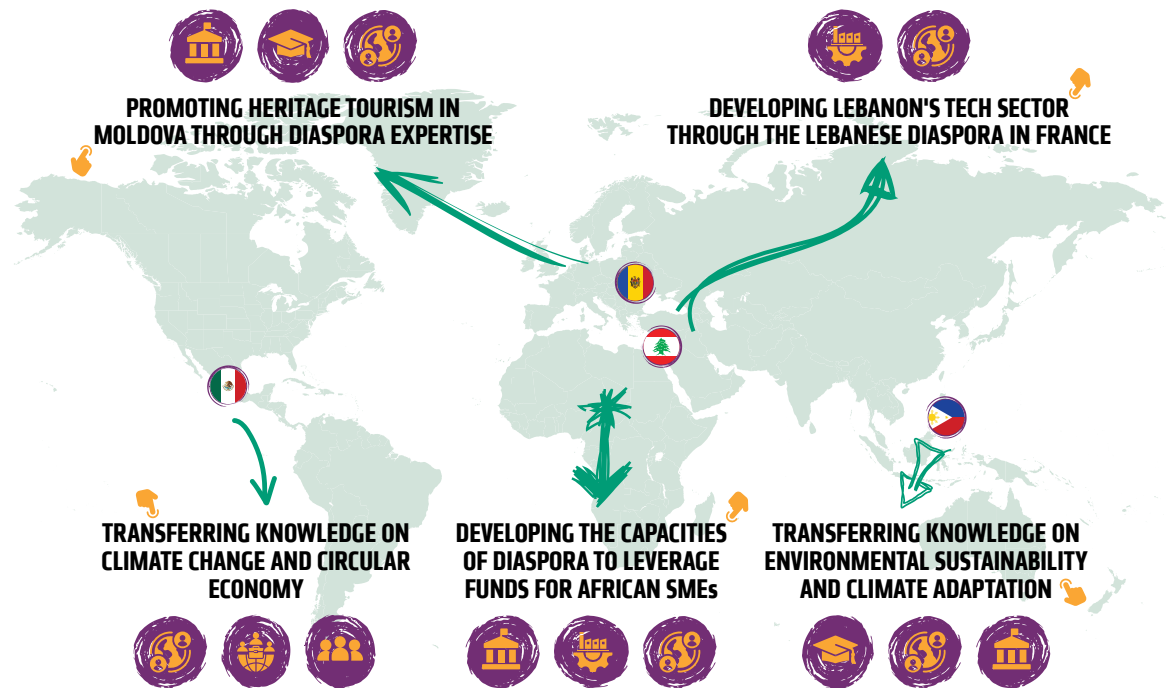 PROMOTING HERITAGE TOURISM IN
MOLDOVA THROUGH DIASPORA EXPERTISE
DEVELOPING LEBANON'S TECH SECTOR
THROUGH THE LEBANESE DIASPORA IN FRANCE
TRANSFERRING KNOWLEDGE ON
CLIMATE CHANGE AND CIRCULAR
ECONOMY
DEVELOPING THE CAPACITIES
OF DIASPORA TO LEVERAGE
FUNDS FOR AFRICAN SMEs
TRANSFERRING KNOWLEDGE ON
ENVIRONMENTAL SUSTAINABILITY
AND CLIMATE ADAPTATION